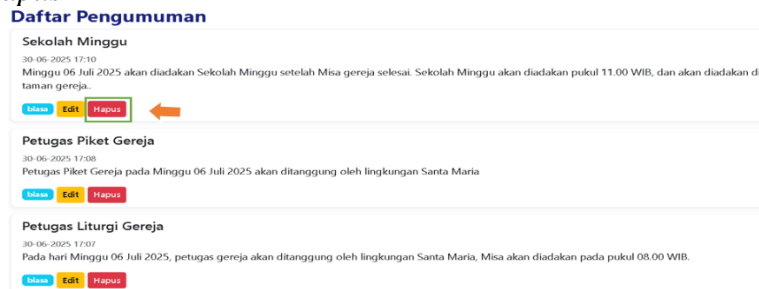 Daftar Pengumuman
Sekolah Minggu
30-06-2025 17:10
Minggu 06 Juli 2025 akan diadakan Sekolah Minggu setelah Misa gereja selesai. Sekolah Minggu akan diadakan pukul 11.00 WIB, dan akan diadakan di
taman gereja..
biasa Edit Hapus
Petugas Piket Gereja
30-06-2025 17:08
Petugas Piket Gereja pada Minggu 06 Juli 2025 akan ditanggung oleh lingkungan Santa Maria
biasa Edit Hapus
Petugas Liturgi Gereja
30-06-2025 17:07
Pada hari Minggu 06 Juli 2025, petugas gereja akan ditanggung oleh lingkungan Santa Maria, Misa akan diadakan pada pukul 08.00 WIB.
biasa Edit Hapus